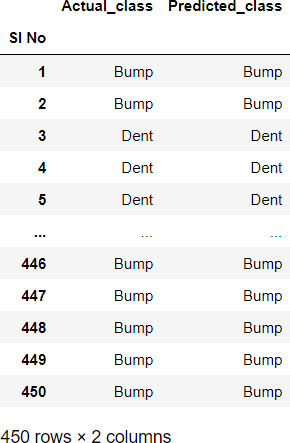 Actual_class Predicted_class
Sl No
1 Bump Bump
2 Bump Bump
3 Dent Dent
4 Dent Dent
5 Dent Dent
... ... ...
446 Bump Bump
447 Bump Bump
448 Bump Bump
449 Bump Bump
450 Bump Bump
450 rows × 2 columns